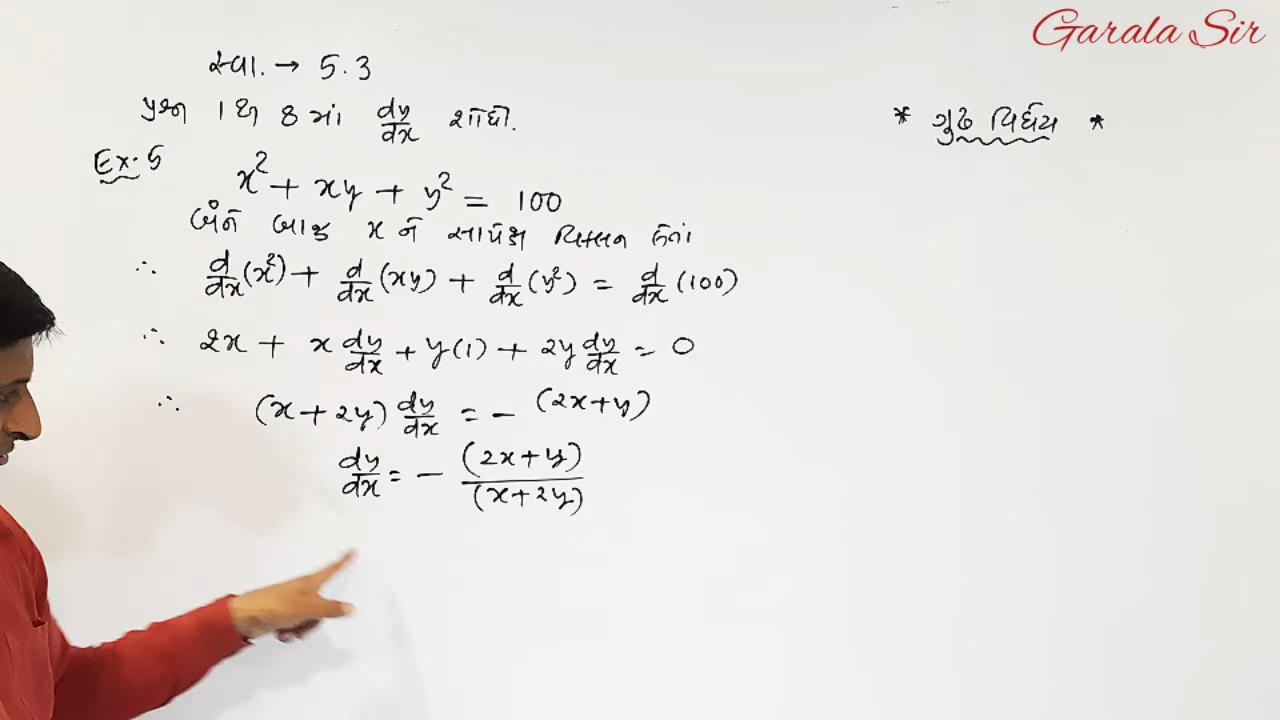 Garala Sir
સ્વા. → 5.3
પ્રશ્ન 1 થી 8 માં dy/dx શોધો.
* ગૂઢ વિધેય *
Ex-5 x² + xy + y² = 100
બંને બાજુ x ને સાપેક્ષ વિકલન લેતાં
∴ d/dx(x²) + d/dx(xy) + d/dx(y²) = d/dx(100)
∴ 2x + x dy/dx + y(1) + 2y dy/dx = 0
∴ (x + 2y) dy/dx = - (2x+y)
dy/dx = - (2x+y)/(x+2y)